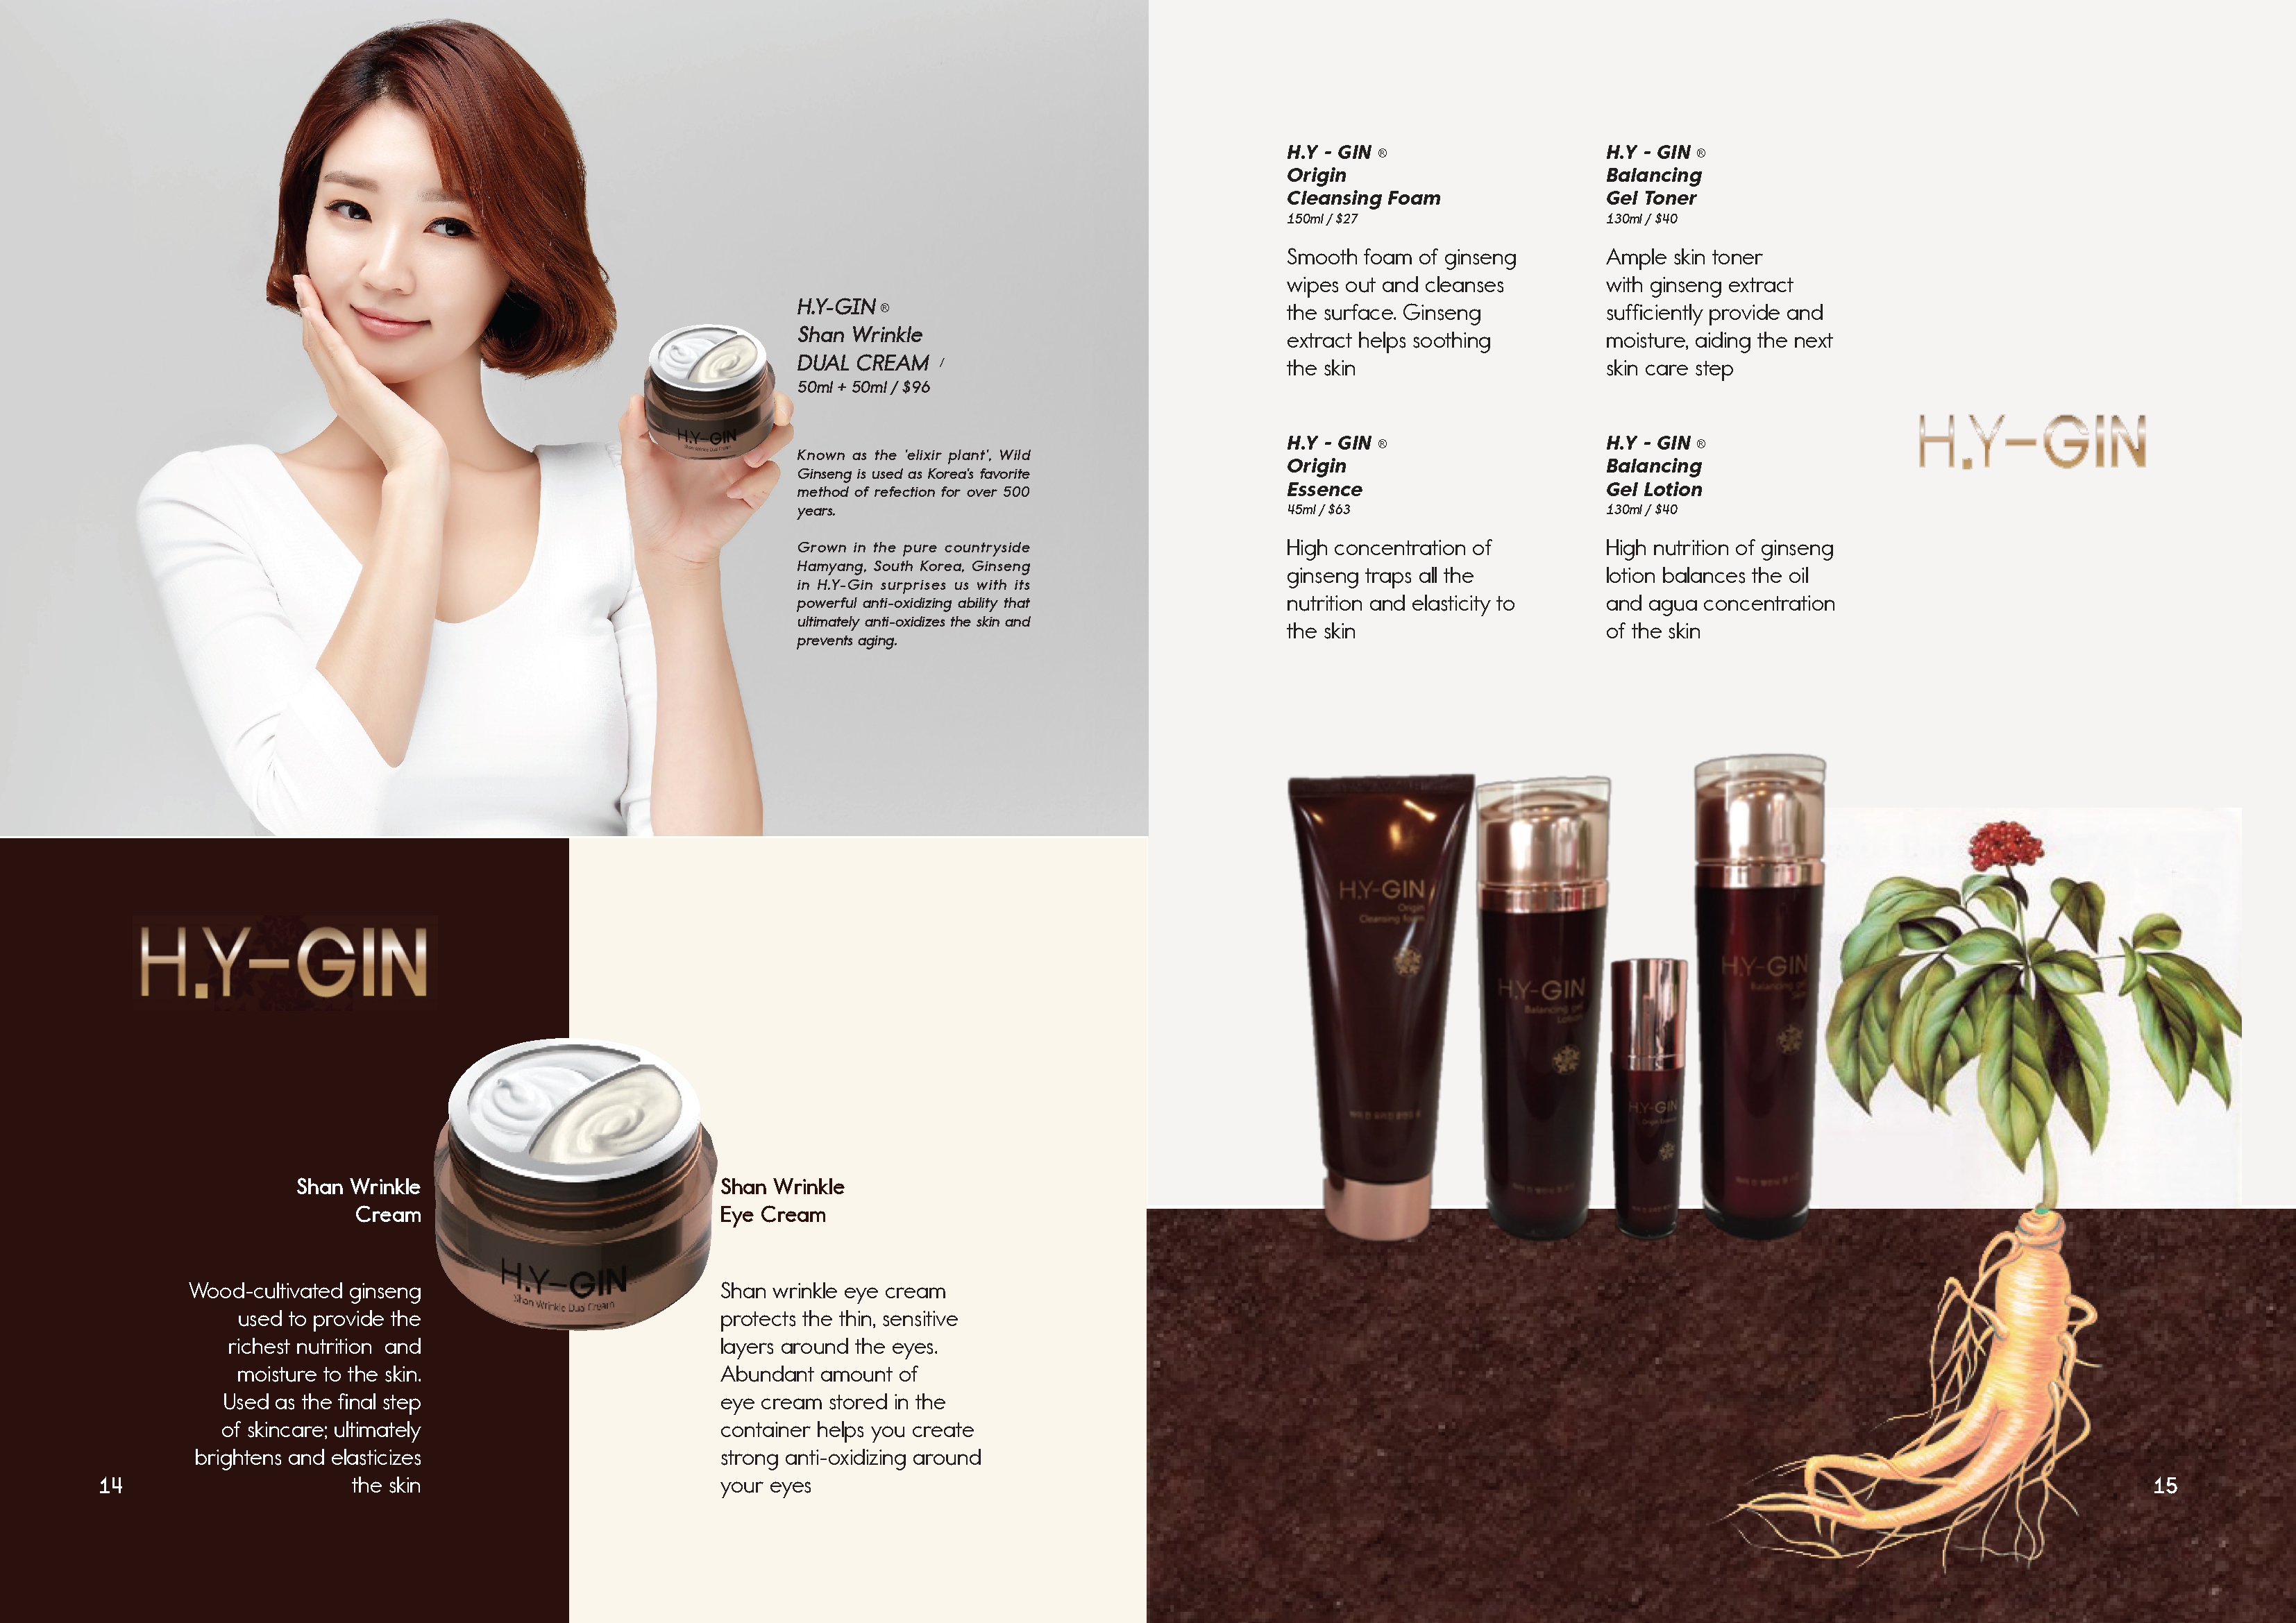 H.Y-GIN ®
Shan Wrinkle
DUAL CREAM /
50ml + 50ml / $96
Known as the 'elixir plant', Wild
Ginseng is used as Korea's favorite
method of refection for over 500
years.
Grown in the pure countryside
Hamyang, South Korea, Ginseng
in H.Y-Gin surprises us with its
powerful anti-oxidizing ability that
ultimately anti-oxidizes the skin and
prevents aging.
H.Y-GIN
H.Y-GIN
Shan Wrinkle
Cream
Wood-cultivated ginseng
used to provide the
richest nutrition and
moisture to the skin.
Used as the final step
of skincare; ultimately
brightens and elasticizes
the skin
14
H.Y-GIN
Shan Wrinkle Dual Cream
Shan Wrinkle
Eye Cream
Shan wrinkle eye cream
protects the thin, sensitive
layers around the eyes.
Abundant amount of
eye cream stored in the
container helps you create
strong anti-oxidizing around
your eyes
H.Y - GIN ®
Origin
Cleansing Foam
150ml / $27
Smooth foam of ginseng
wipes out and cleanses
the surface. Ginseng
extract helps soothing
the skin
H.Y - GIN ®
Balancing
Gel Toner
130ml / $40
Ample skin toner
with ginseng extract
sufficiently provide and
moisture, aiding the next
skin care step
H.Y - GIN ®
Origin
Essence
45ml / $63
High concentration of
ginseng traps all the
nutrition and elasticity to
the skin
H.Y - GIN ®
Balancing
Gel Lotion
130ml / $40
High nutrition of ginseng
lotion balances the oil
and agua concentration
of the skin
H.Y-GIN
H.Y-GIN
Origin
Cleansing foam
H.Y-GIN
Balancing gel
Lotion
H.Y-GIN
Origin Essence
H.Y-GIN
Balancing gel
Skin
15